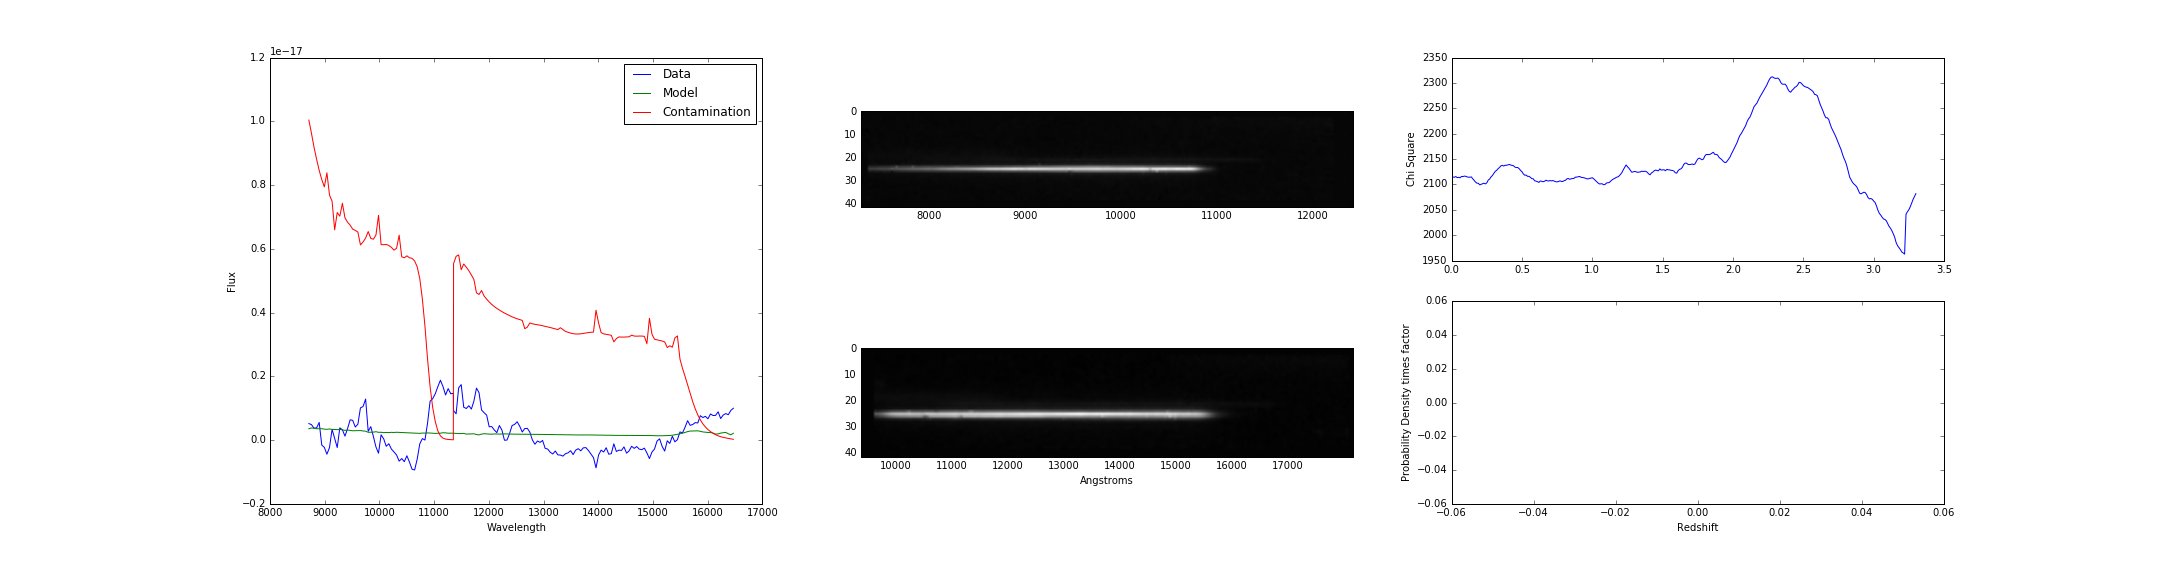 1e−17
1.2
1.0
0.8
0.6
0.4
0.2
0.0
−0.2
Flux
8000 9000 10000 11000 12000 13000 14000 15000 16000 17000
Wavelength
Data
Model
Contamination
0
10
20
30
40
8000 9000 10000 11000 12000
0
10
20
30
40
10000 11000 12000 13000 14000 15000 16000 17000
Angstroms
2350
2300
2250
2200
2150
2100
2050
2000
1950
Chi Square
0.0 0.5 1.0 1.5 2.0 2.5 3.0 3.5
0.06
0.04
0.02
0.00
−0.02
−0.04
−0.06
Probability Density times factor
−0.06 −0.04 −0.02 0.00 0.02 0.04 0.06
Redshift